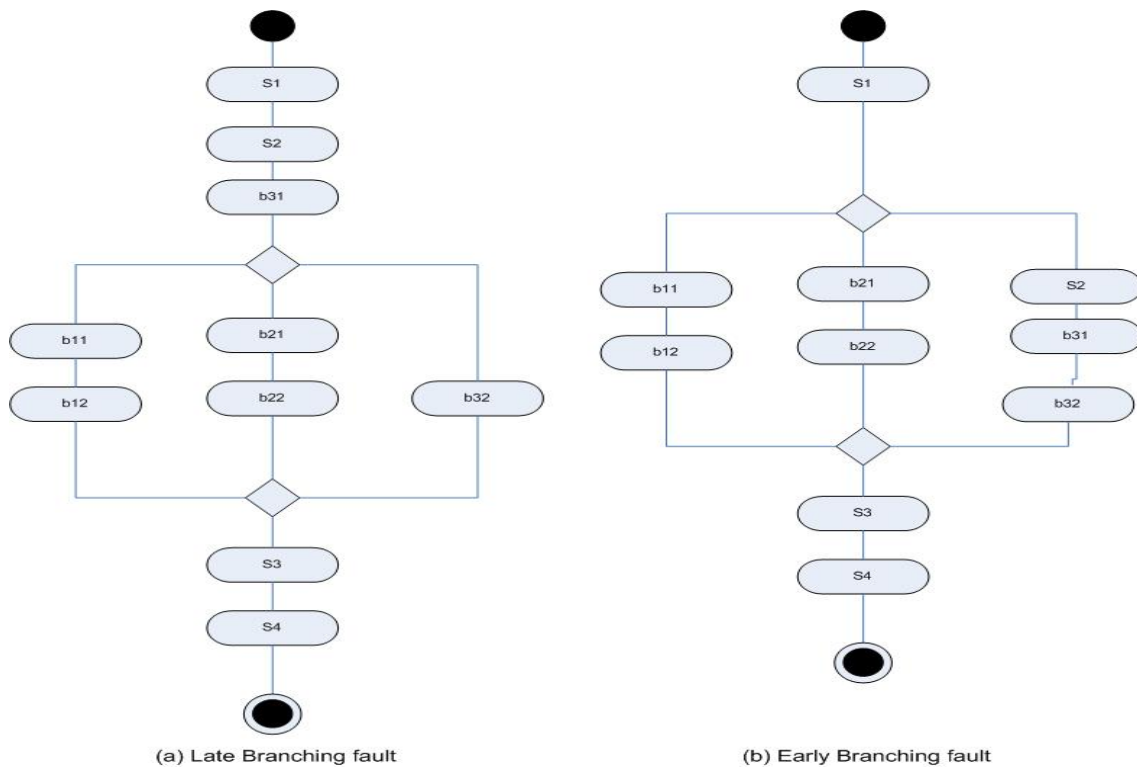 S1
S2
b31
b11
b12
b21
b22
b32
S3
S4
(a) Late Branching fault
S1
b11
b12
b21
b22
S2
b31
b32
S3
S4
(b) Early Branching fault